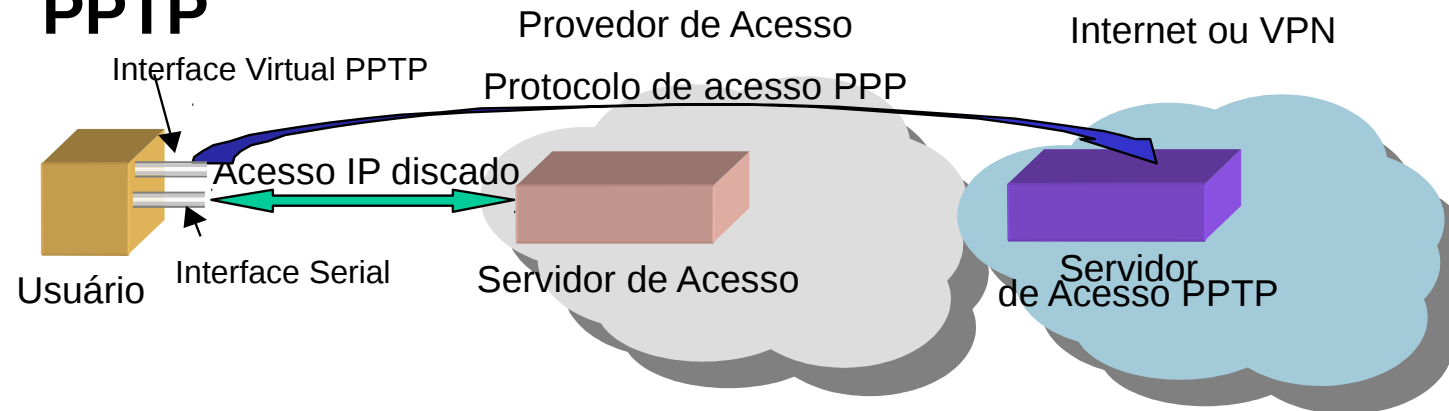 PPTP
Provedor de Acesso
Internet ou VPN
Interface Virtual PPTP
Protocolo de acesso PPP
Acesso IP discado
Usuário
Interface Serial
Servidor de Acesso
Servidor
de Acesso PPTP